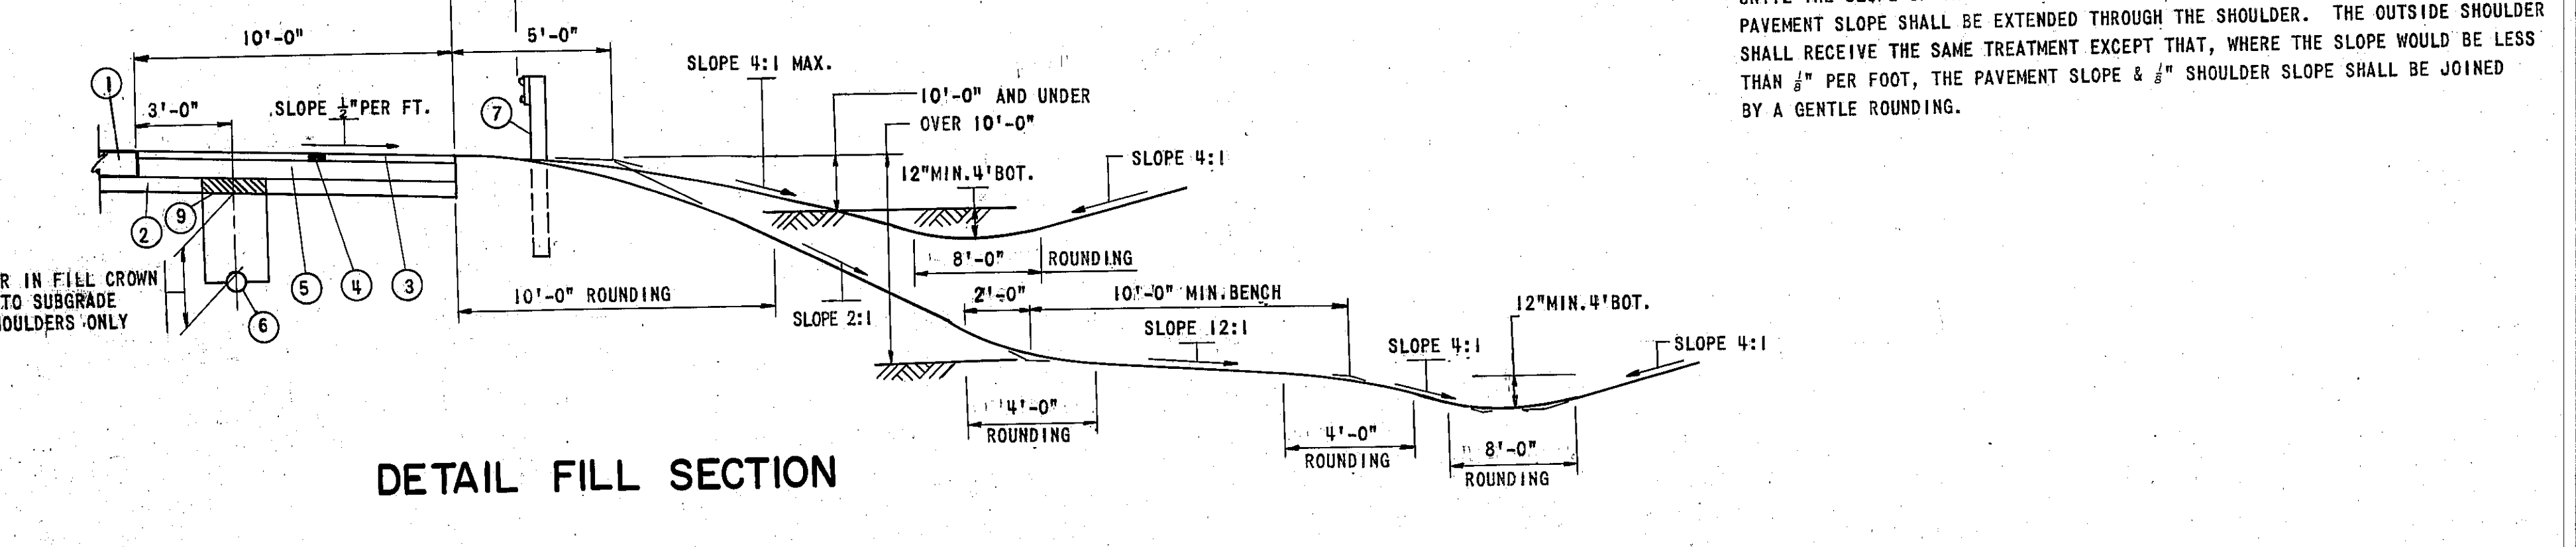 PAVEMENT SLOPE SHALL BE EXTENDED THROUGH THE SHOULDER. THE OUTSIDE SHOULDER
SHALL RECEIVE THE SAME TREATMENT EXCEPT THAT, WHERE THE SLOPE WOULD BE LESS
THAN 1/8" PER FOOT, THE PAVEMENT SLOPE & 1/8" SHOULDER SLOPE SHALL BE JOINED
BY A GENTLE ROUNDING.
10'-0"
5'-0"
SLOPE 4:1 MAX.
1
3'-0"
SLOPE 1/2" PER FT.
7
10'-0" AND UNDER
OVER 10'-0"
12"MIN.4'BOT.
SLOPE 4:1
2
9
5
4
3
6
8'-0" ROUNDING
R IN FILL CROWN
TO SUBGRADE
OULDERS ONLY
10'-0" ROUNDING
SLOPE 2:1
2'-0"
10'-0" MIN.BENCH
SLOPE 12:1
12"MIN.4'BOT.
SLOPE 4:1
SLOPE 4:1
4'-0"
ROUNDING
4'-0"
ROUNDING
8'-0"
ROUNDING
DETAIL FILL SECTION